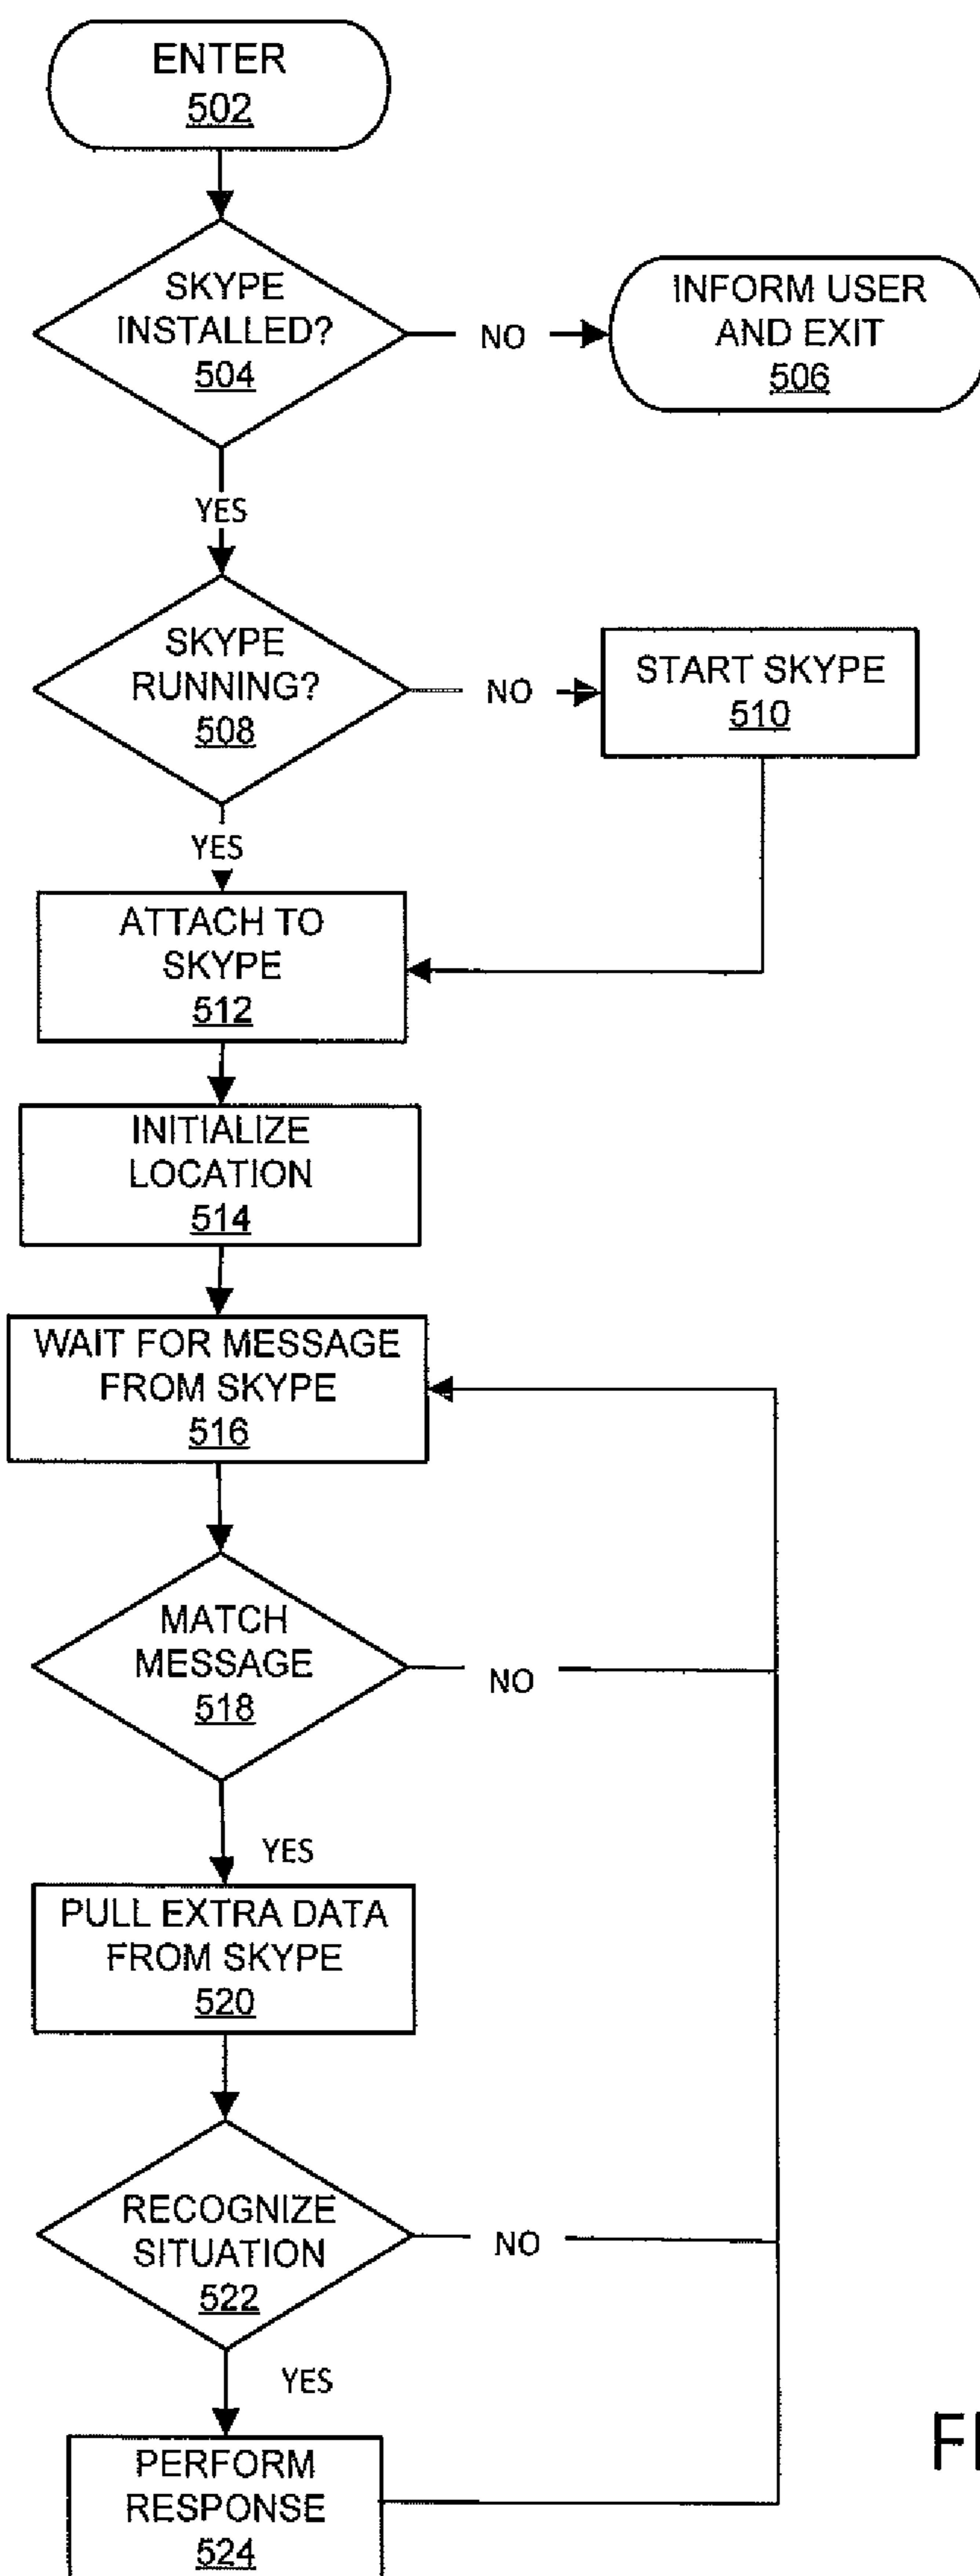 ENTER
502
SKYPE
INSTALLED?
504
NO
INFORM USER
AND EXIT
506
YES
SKYPE
RUNNING?
508
NO
START SKYPE
510
YES
ATTACH TO
SKYPE
512
INITIALIZE
LOCATION
514
WAIT FOR MESSAGE
FROM SKYPE
516
MATCH
MESSAGE
518
NO
YES
PULL EXTRA DATA
FROM SKYPE
520
RECOGNIZE
SITUATION
522
NO
YES
PERFORM
RESPONSE
524